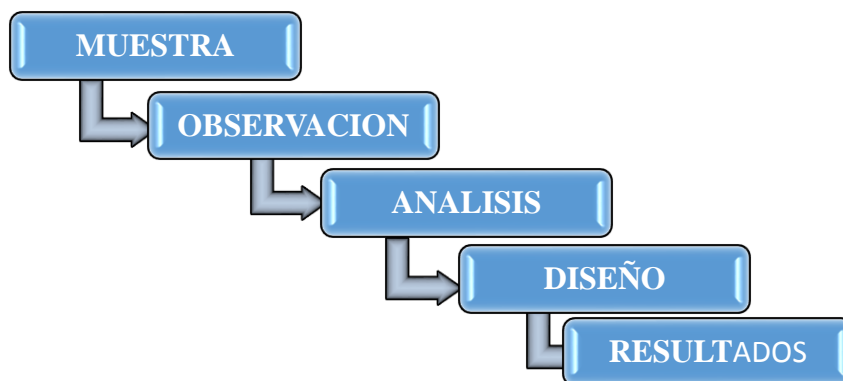 MUESTRA
OBSERVACION
ANALISIS
DISEÑO
RESULTADOS